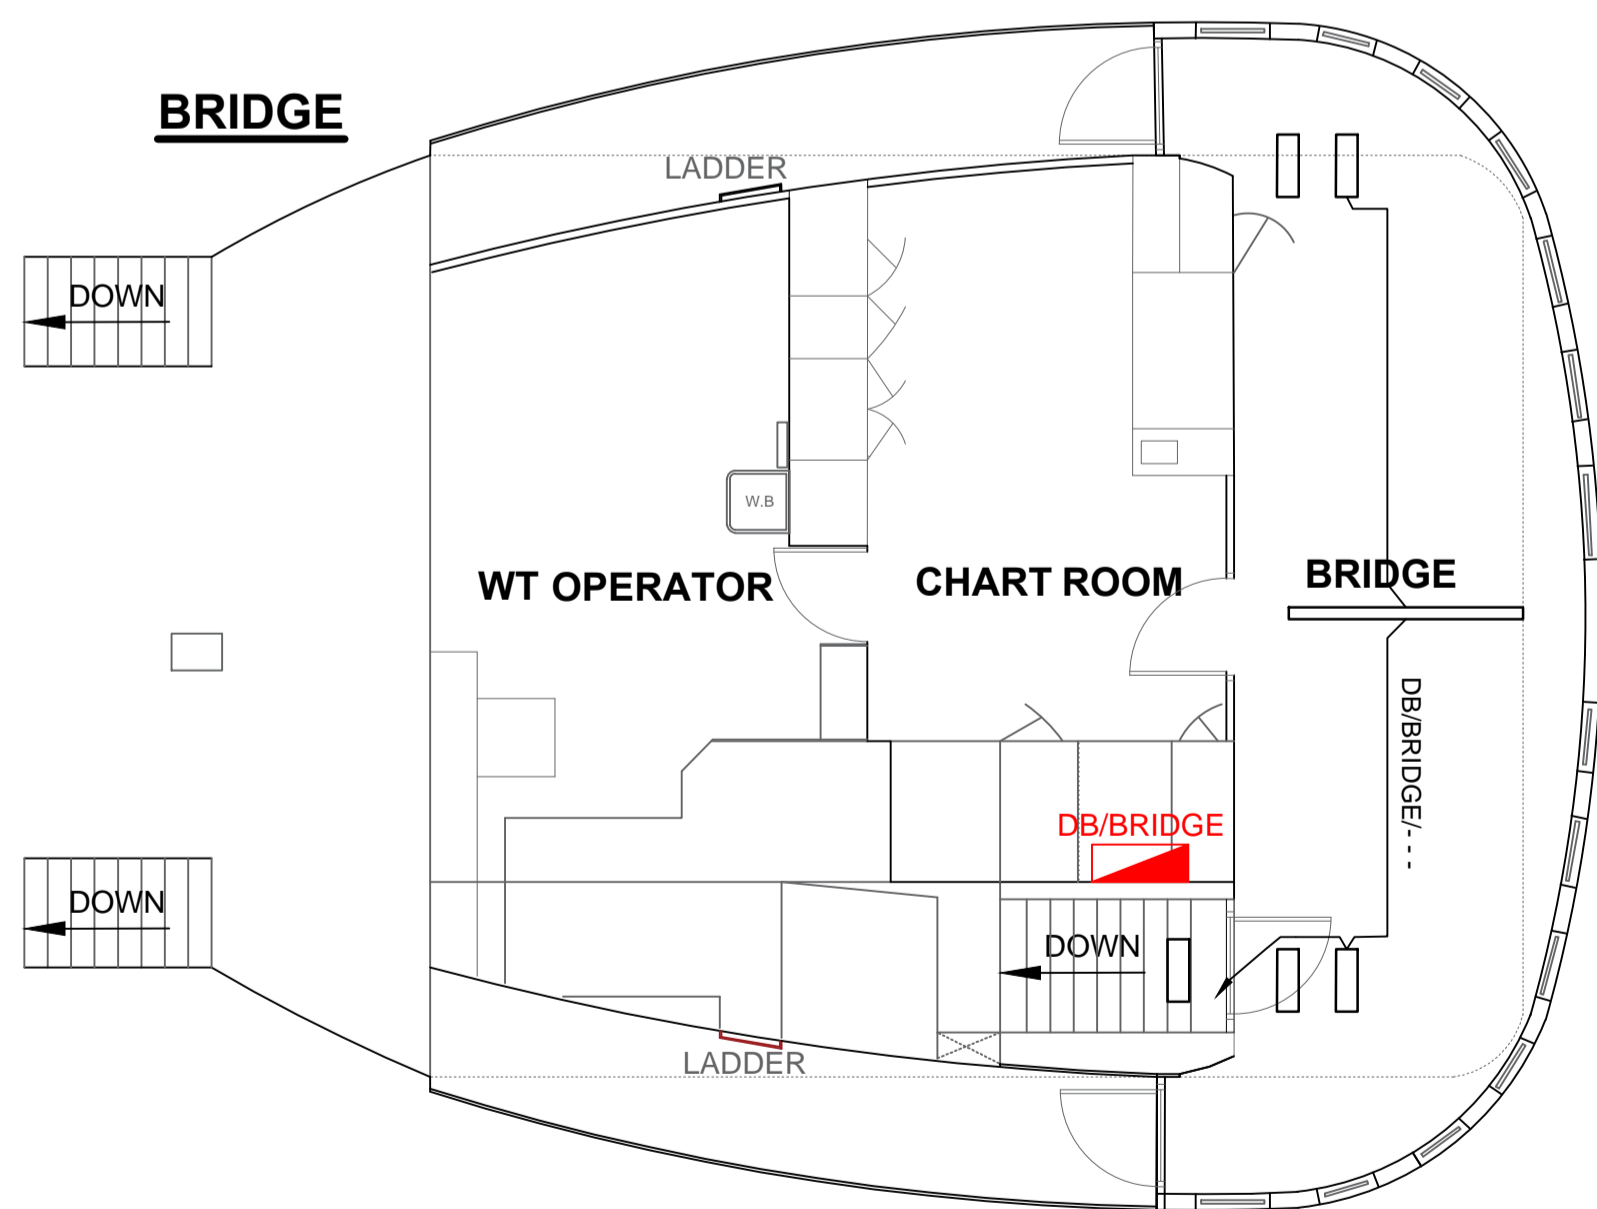 BRIDGE
LADDER
DOWN
W.B
WT OPERATOR
CHART ROOM
BRIDGE
DB/BRIDGE/- - -
DB/BRIDGE
DOWN
DOWN
LADDER